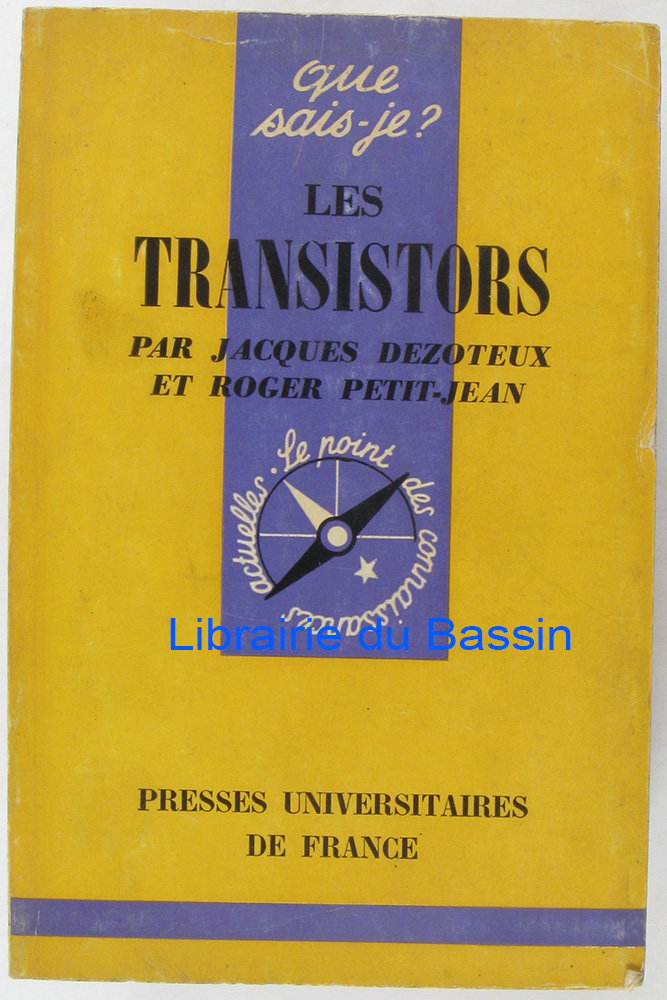 que
sais-je?
LES
TRANSISTORS
PAR JACQUES DEZOTEUX
ET ROGER PETIT-JEAN
Le point des connaissances actuelles.
Librairie du Bassin
PRESSES UNIVERSITAIRES
DE FRANCE